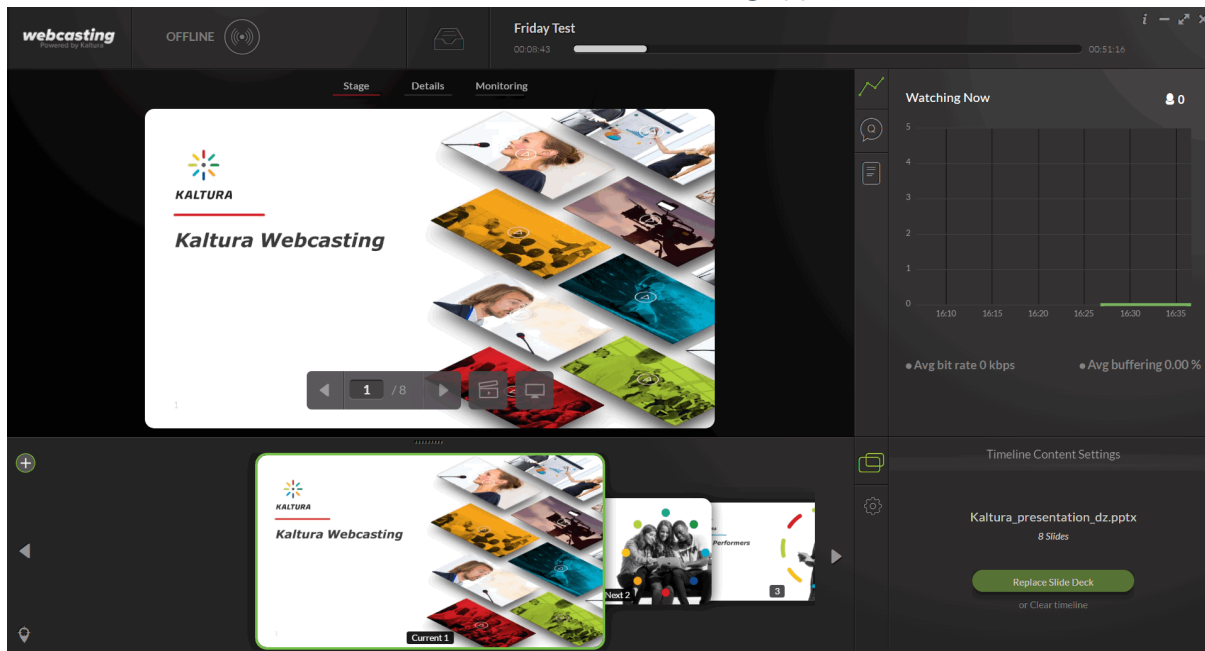 webcasting
Powered by Kaltura
OFFLINE
Friday Test
00:08:43
00:51:16
i
Stage
Details
Monitoring
KALTURA
Kaltura Webcasting
1
1 / 8
Watching Now
0
Q
5
4
3
2
1
0
16:10 16:15 16:20 16:25 16:30 16:35
Avg bit rate 0 kbps
Avg buffering 0.00 %
KALTURA
Kaltura Webcasting
1
Current 1
Next 2
Performers
3
Timeline Content Settings
Kaltura_presentation_dz.pptx
8 Slides
Replace Slide Deck
or Clear timeline